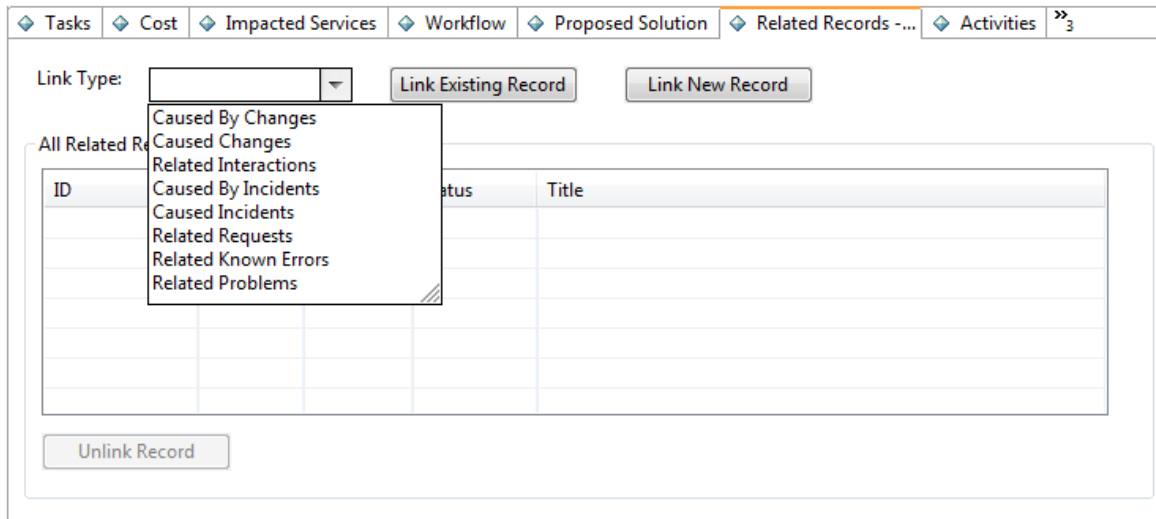 Tasks Cost Impacted Services Workflow Proposed Solution Related Records -... Activities »3
Link Type: Link Existing Record Link New Record
Caused By Changes
All Related Re
Caused Changes
Related Interactions
ID Caused By Incidents atus Title
Caused Incidents
Related Requests
Related Known Errors
Related Problems
Unlink Record